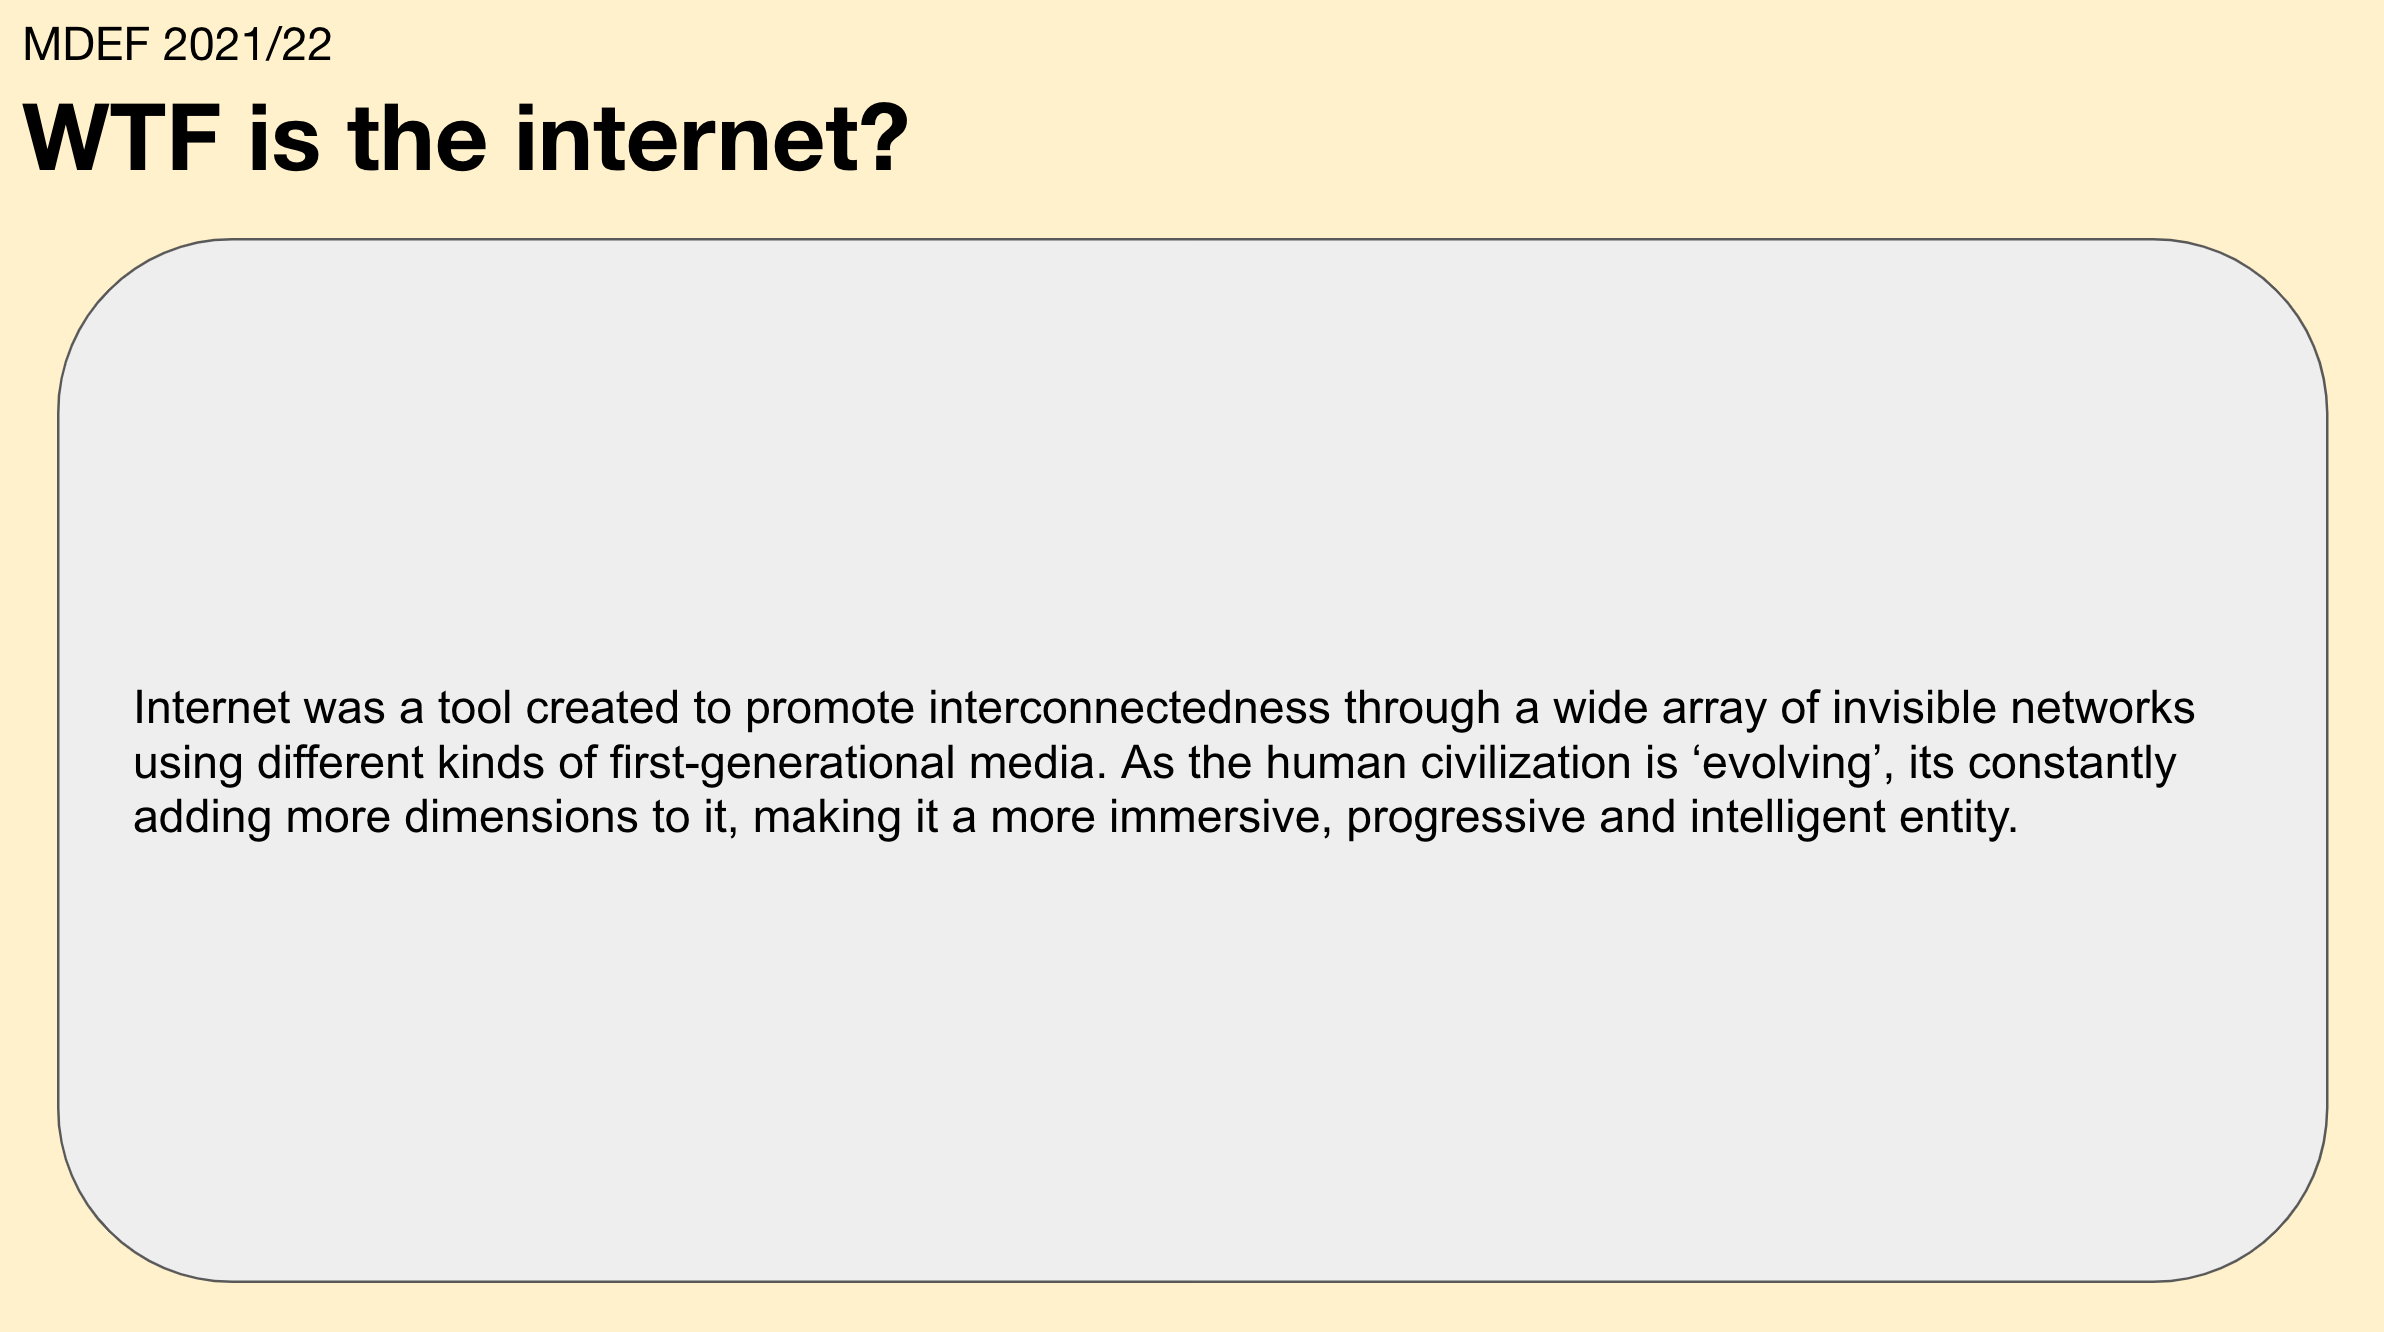 MDEF 2021/22
WTF is the internet?
Internet was a tool created to promote interconnectedness through a wide array of invisible networks
using different kinds of first-generational media. As the human civilization is ‘evolving’, its constantly
adding more dimensions to it, making it a more immersive, progressive and intelligent entity.